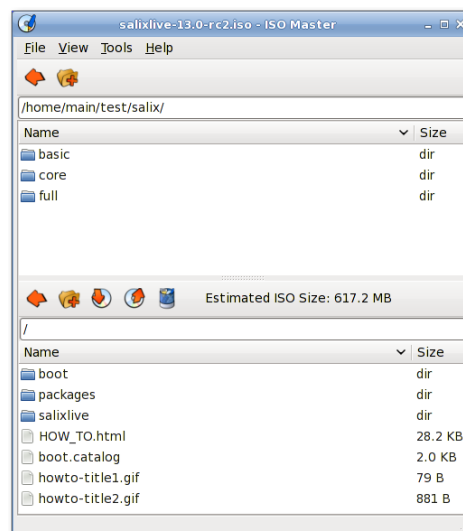 salixlive-13.0-rc2.iso - ISO Master
File View Tools Help
/home/main/test/salix/
Name Size
basic dir
core dir
full dir
Estimated ISO Size: 617.2 MB
/
Name Size
boot dir
packages dir
salixlive dir
HOW_TO.html 28.2 KB
boot.catalog 2.0 KB
howto-title1.gif 79 B
howto-title2.gif 881 B